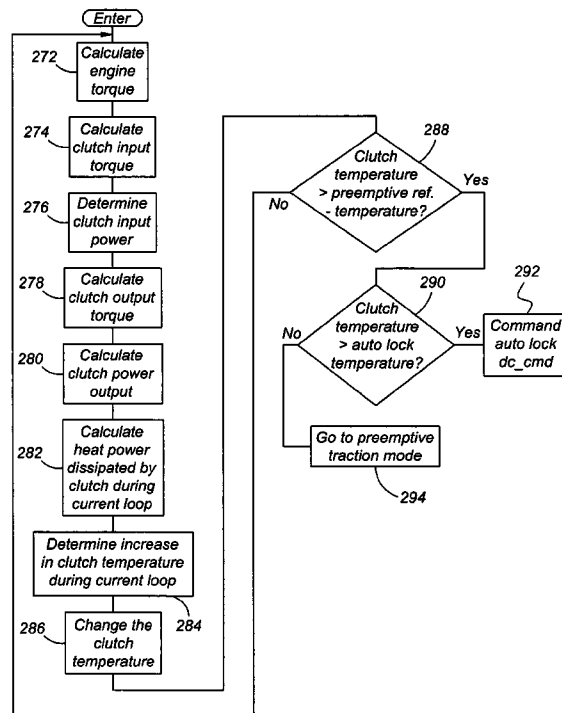 Enter
272
Calculate
engine
torque
274
Calculate
clutch input
torque
276
Determine
clutch input
power
278
Calculate
clutch output
torque
280
Calculate
clutch power
output
282
Calculate
heat power
dissipated by
clutch during
current loop
Determine increase
in clutch temperature
during current loop
284
286
Change the
clutch
temperature
288
Clutch
temperature
> preemptive ref.
- temperature?
No
Yes
290
Clutch
temperature
> auto lock
temperature?
No
Yes
292
Command
auto lock
dc_cmd
Go to preemptive
traction mode
294